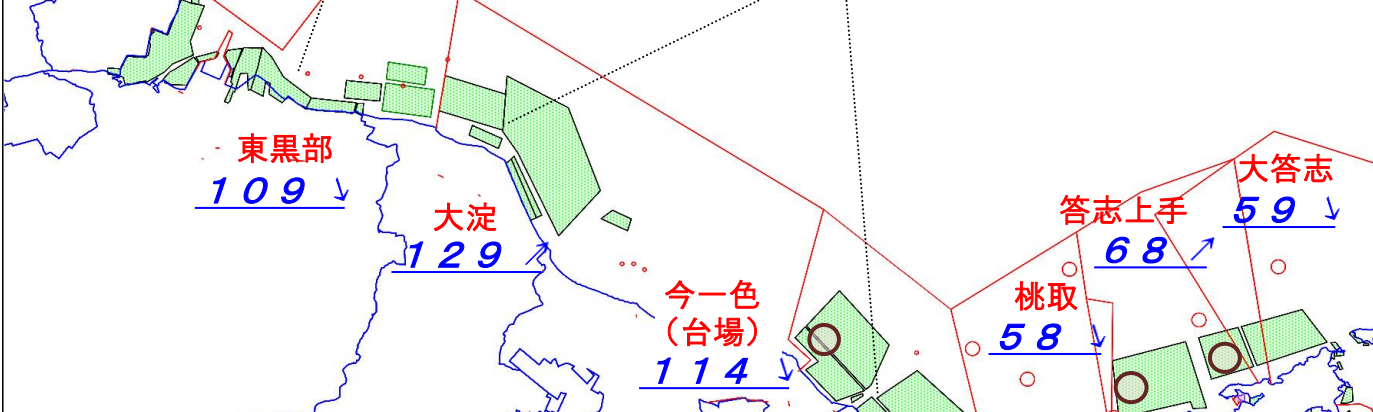 東黒部
109↓
大淀
129↗
今一色
（台場）
114↓
桃取
58↓
答志上手
68↗
大答志
59↓